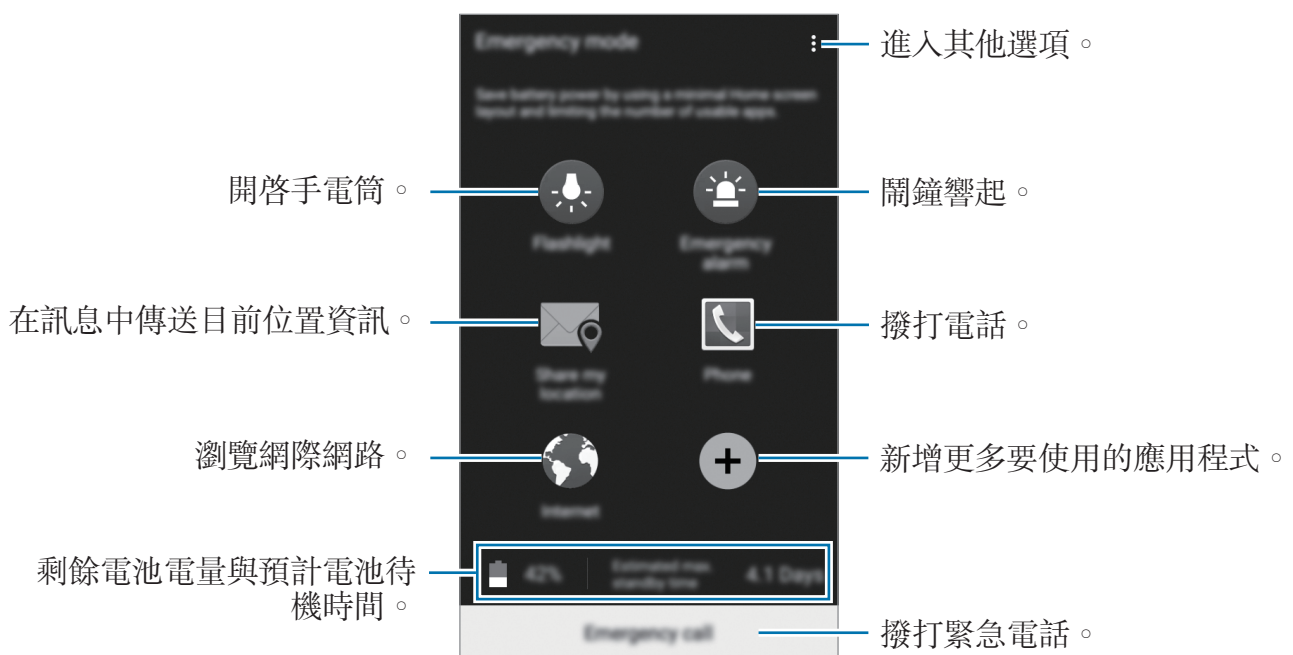 Emergency mode
進入其他選項。
Save battery power by using a minimal Home screen
layout and limiting the number of usable apps.
開啓手電筒。
鬧鐘響起。
Flashlight
Emergency
alarm
在訊息中傳送目前位置資訊。
撥打電話。
Share my
location
Phone
瀏覽網際網路。
新增更多要使用的應用程式。
Internet
剩餘電池電量與預計電池待
機時間。
42%
Estimated max.
standby time
4.1 Days
Emergency call
撥打緊急電話。